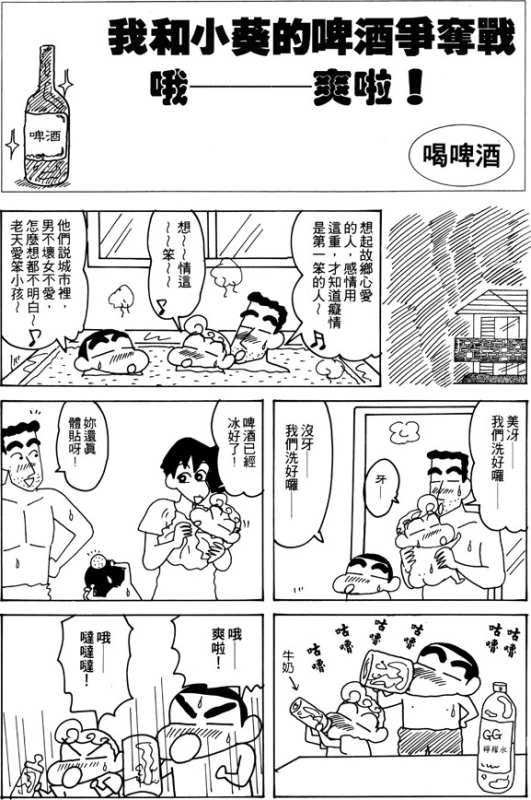 我和小葵的啤酒爭奪戰
哦——爽啦！
啤酒
喝啤酒
想起故鄉心愛
的人，感情用
這重，才知道癡情
是第一笨的人～
想～情這
～～笨～
他們說城市裡，
男不壞女不愛，
怎麼想都不明白～
老天愛笨小孩～
美冴——
我們洗好囉——
牙——
沒牙——
我們洗好囉——
啤酒已經
冰好了！
妳還真
體貼呀！
咕嚕
咕嚕
咕嚕
咕嚕
牛奶
GG
檸檬水
哦——
爽啦！
哦——
噠噠噠！